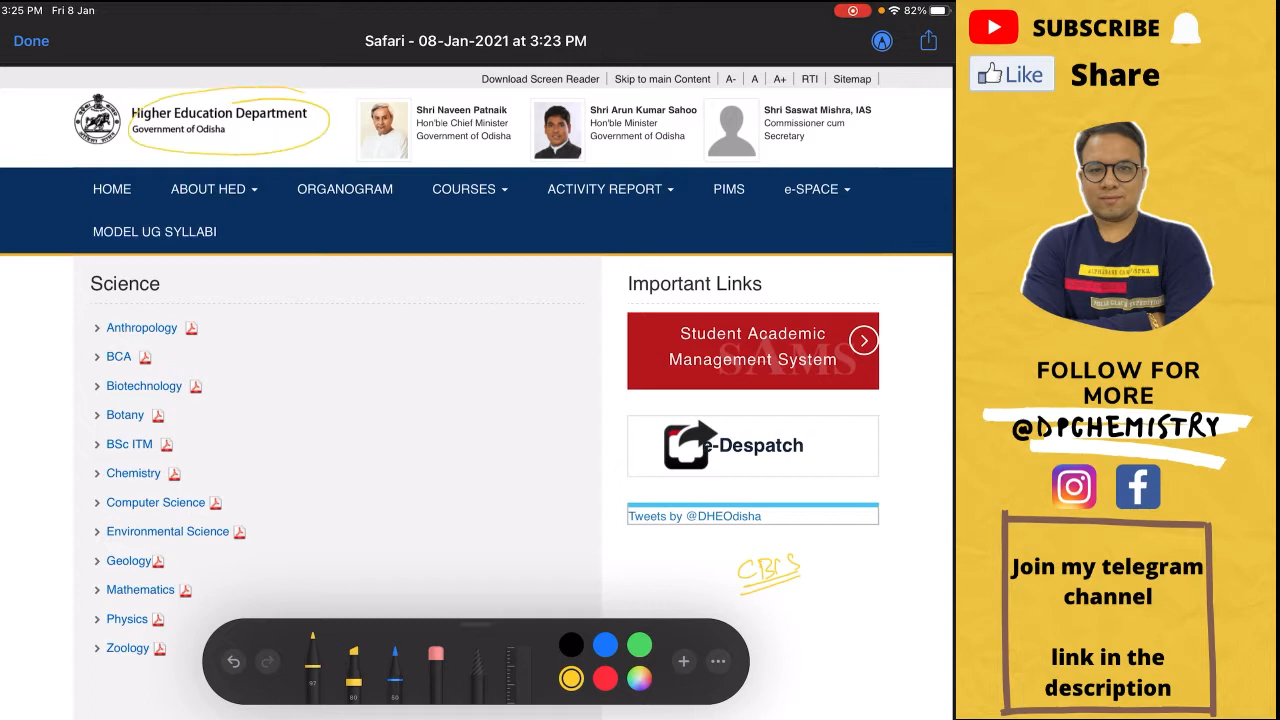 3:25 PM Fri 8 Jan
82%
Done
Safari - 08-Jan-2021 at 3:23 PM
Download Screen Reader Skip to main Content A- A A+ RTI Sitemap
Higher Education Department
Government of Odisha
Shri Naveen Patnaik
Hon'ble Chief Minister
Government of Odisha
Shri Arun Kumar Sahoo
Hon'ble Minister
Government of Odisha
Shri Saswat Mishra, IAS
Commissioner cum
Secretary
HOME ABOUT HED ORGANOGRAM COURSES ACTIVITY REPORT PIMS e-SPACE
MODEL UG SYLLABI
Science
Anthropology
BCA
Biotechnology
Botany
BSc ITM
Chemistry
Computer Science
Environmental Science
Geology
Mathematics
Physics
Zoology
Important Links
SAMS
Student Academic
Management System
e-Despatch
Tweets by @DHEOdisha
CBCS
97
80
50
SUBSCRIBE
Like
Share
FOLLOW FOR
MORE
@DPCHEMISTRY
Join my telegram
channel
link in the
description